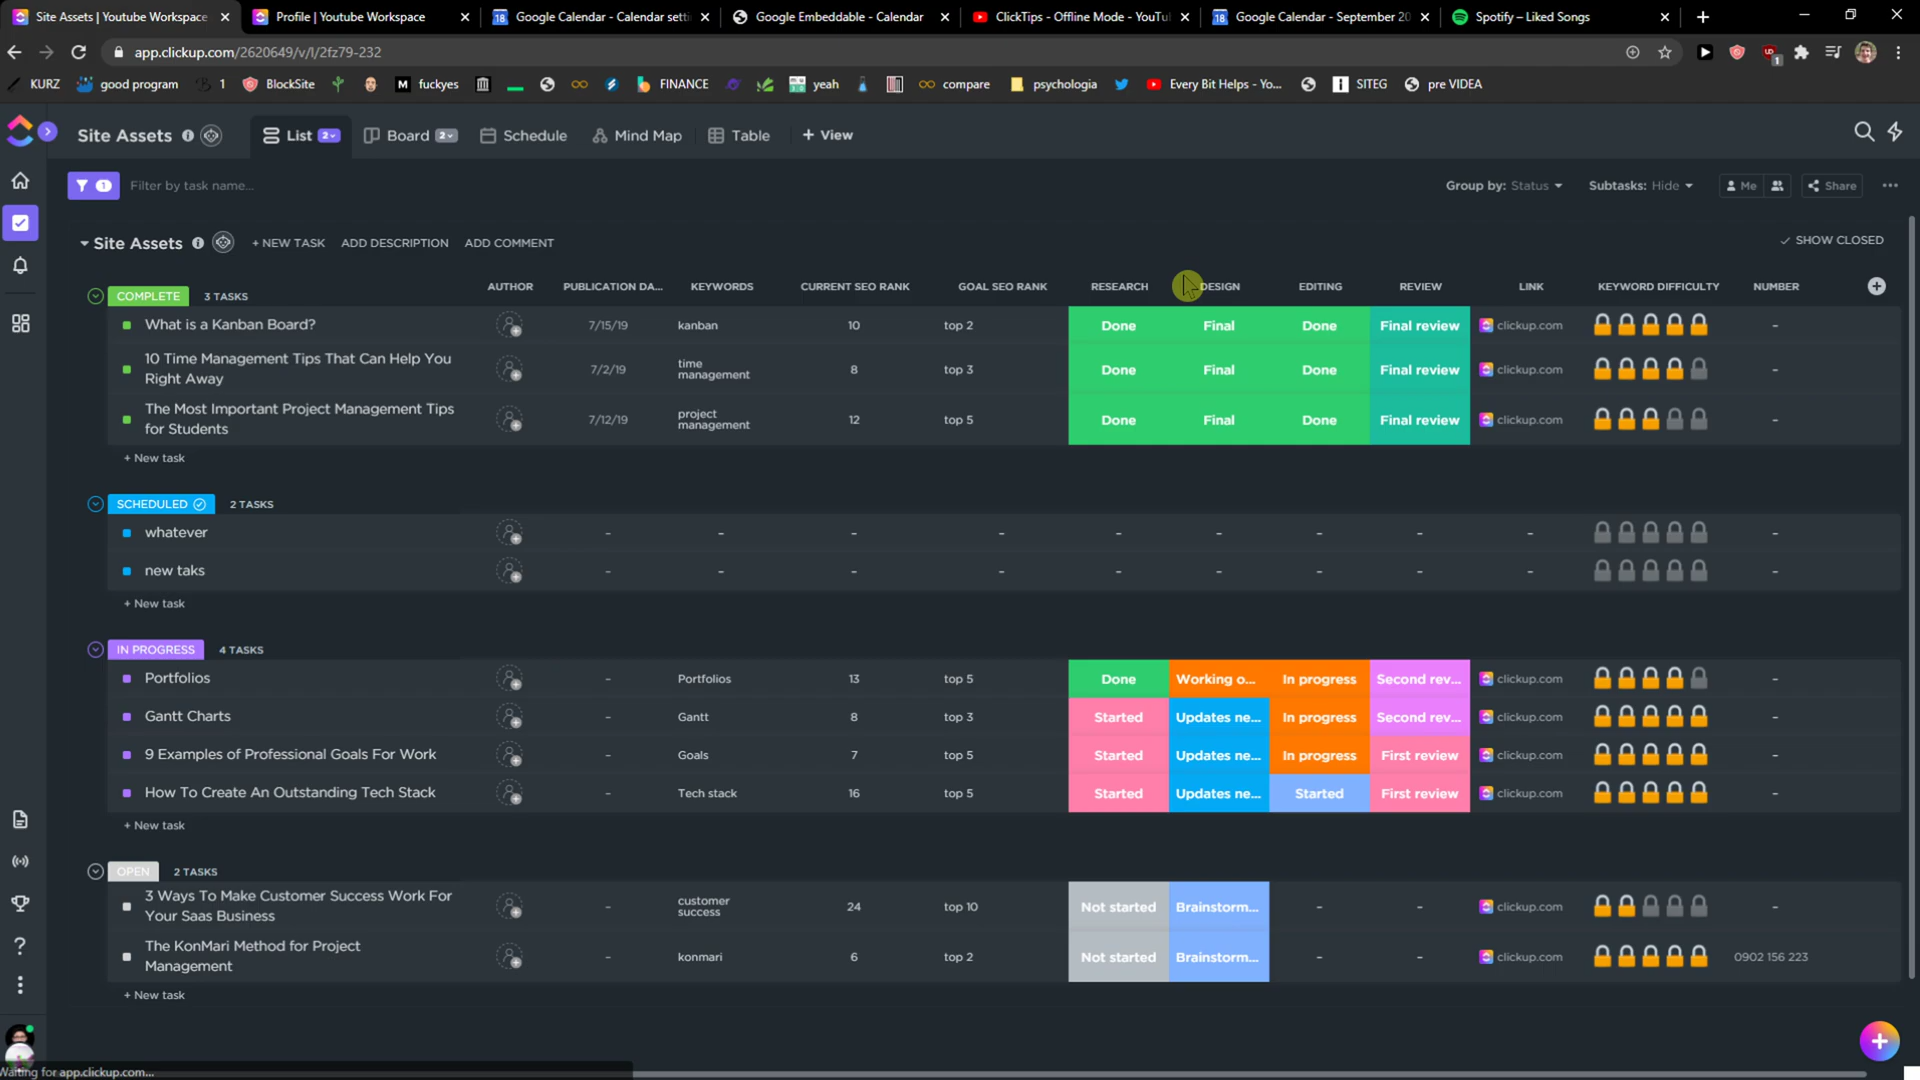 Site Assets | Youtube Workspace
Profile | Youtube Workspace
Google Calendar - Calendar setti
Google Embeddable - Calendar
ClickTips - Offline Mode - YouTu
Google Calendar - September 20
Spotify – Liked Songs
app.clickup.com/2620649/v/l/2fz79-232
KURZ
good program
1
BlockSite
fuckyes
FINANCE
yeah
compare
psychologia
Every Bit Helps - Yo...
SITEG
pre VIDEA
Site Assets
List 2
Board 2
Schedule
Mind Map
Table
+ View
1
Filter by task name...
Group by: Status
Subtasks: Hide
Me
Share
Site Assets
+ NEW TASK
ADD DESCRIPTION
ADD COMMENT
SHOW CLOSED
COMPLETE 3 TASKS AUTHOR PUBLICATION DA... KEYWORDS CURRENT SEO RANK GOAL SEO RANK RESEARCH DESIGN EDITING REVIEW LINK KEYWORD DIFFICULTY NUMBER
What is a Kanban Board? 7/15/19 kanban 10 top 2 Done Final Done Final review clickup.com -
10 Time Management Tips That Can Help You
Right Away
7/2/19
time
management
8 top 3 Done Final Done Final review clickup.com -
The Most Important Project Management Tips
for Students
7/12/19
project
management
12 top 5 Done Final Done Final review clickup.com -
+ New task
SCHEDULED 2 TASKS
whatever - - - - - - - - - -
new taks - - - - - - - - - -
+ New task
IN PROGRESS 4 TASKS
Portfolios - Portfolios 13 top 5 Done Working o... In progress Second rev... clickup.com -
Gantt Charts - Gantt 8 top 3 Started Updates ne... In progress Second rev... clickup.com -
9 Examples of Professional Goals For Work - Goals 7 top 5 Started Updates ne... In progress First review clickup.com -
How To Create An Outstanding Tech Stack - Tech stack 16 top 5 Started Updates ne... Started First review clickup.com -
+ New task
OPEN 2 TASKS
3 Ways To Make Customer Success Work For
Your Saas Business
-
customer
success
24 top 10 Not started Brainstorm... - - clickup.com -
The KonMari Method for Project
Management
- konmari 6 top 2 Not started Brainstorm... - - clickup.com 0902 156 223
+ New task
Waiting for app.clickup.com...